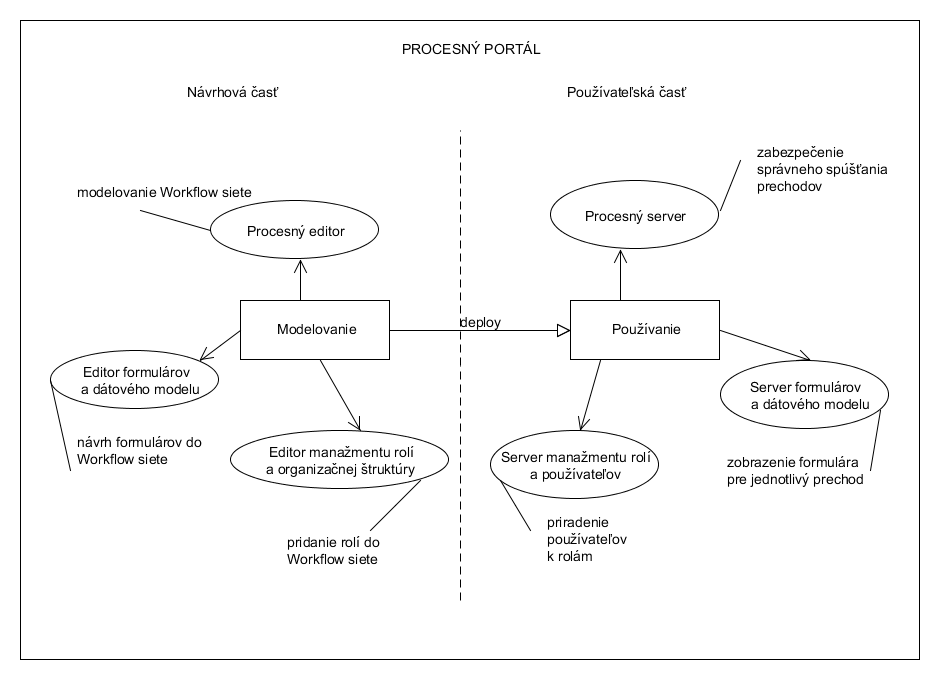 PROCESNÝ PORTÁL
Návrhová časť
Používateľská časť
modelovanie Workflow siete
Procesný editor
zabezpečenie
správneho spúšťania
prechodov
Procesný server
Modelovanie
deploy
Používanie
Editor formulárov
a dátového modelu
návrh formulárov do
Workflow siete
Editor manažmentu rolí
a organizačnej štruktúry
pridanie rolí do
Workflow siete
Server manažmentu rolí
a používateľov
priradenie
používateľov
k rolám
Server formulárov
a dátového modelu
zobrazenie formulára
pre jednotlivý prechod